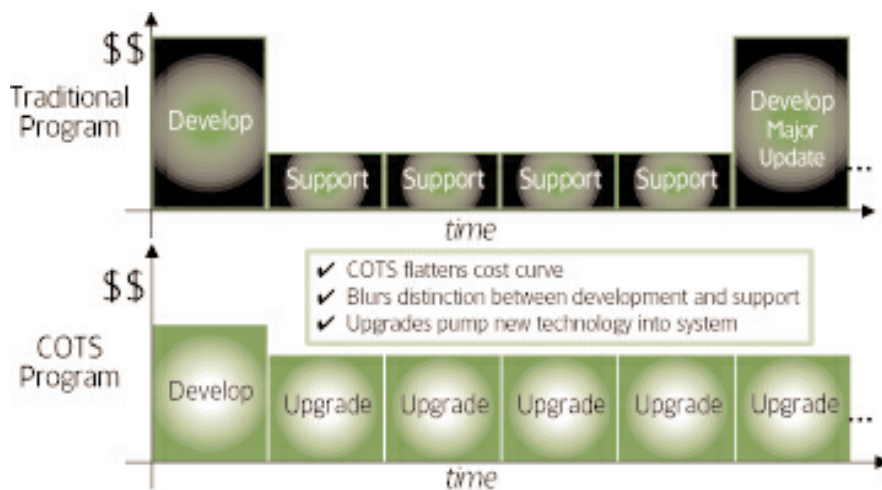 $$
Traditional
Program
Develop
Support
Support
Support
Support
Develop
Major
Update
...
time
$$
✔ COTS flattens cost curve
✔ Blurs distinction between development and support
✔ Upgrades pump new technology into system
COTS
Program
Develop
Upgrade
Upgrade
Upgrade
Upgrade
Upgrade
...
time